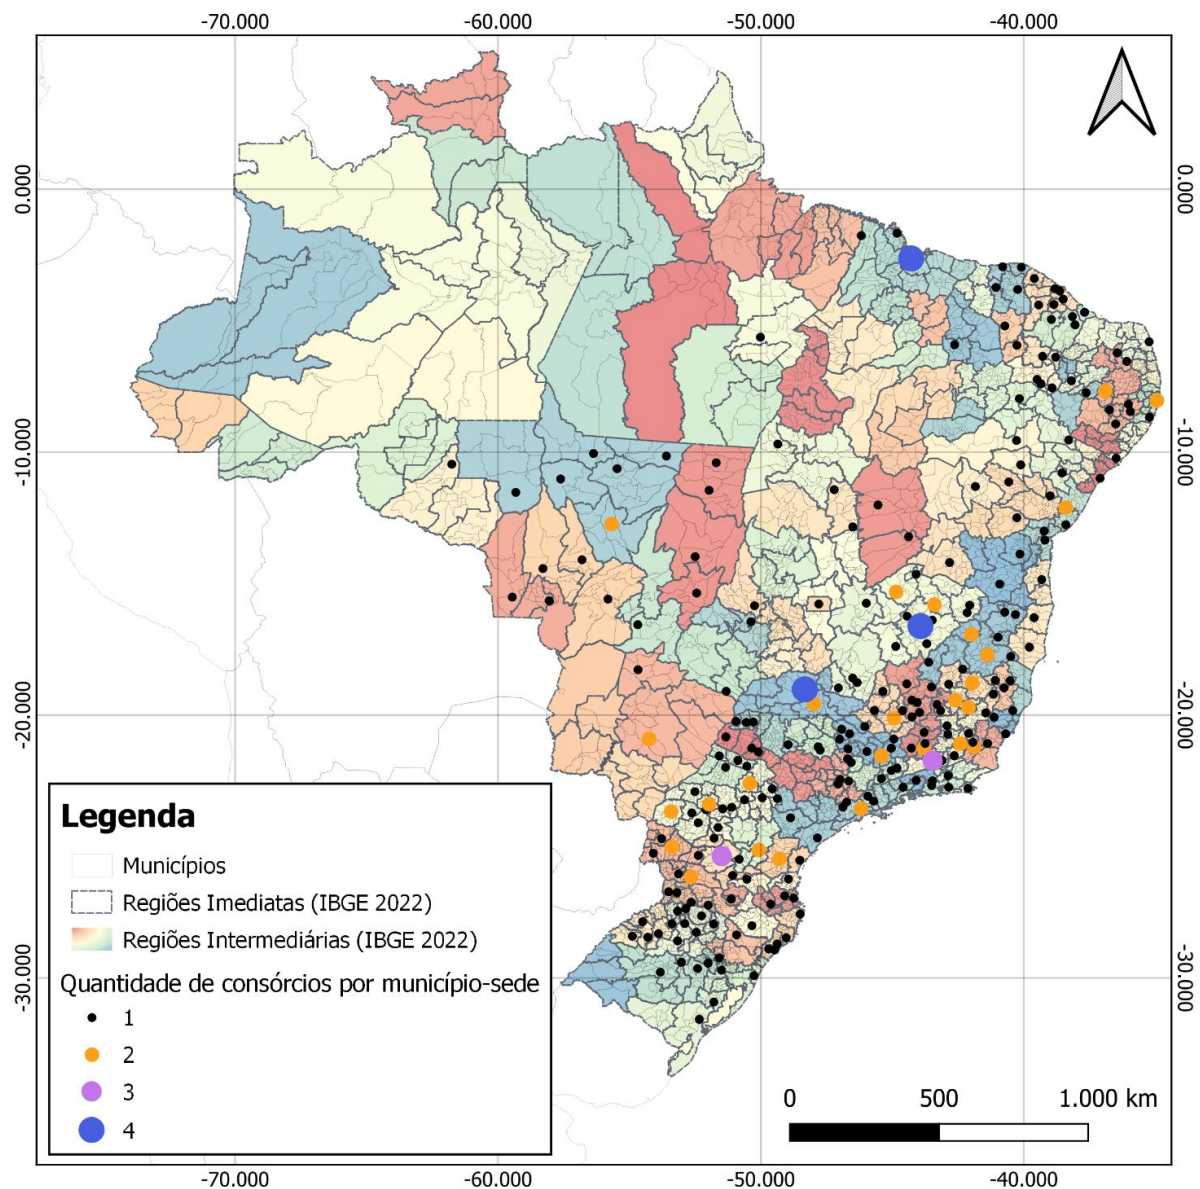 -70.000 -60.000 -50.000 -40.000
0.000 0.000
-10.000 -10.000
-20.000 -20.000
-30.000 -30.000
Legenda
Municípios
Regiões Imediatas (IBGE 2022)
Regiões Intermediárias (IBGE 2022)
Quantidade de consórcios por município-sede
1
2
3
4
0 500 1.000 km
-70.000 -60.000 -50.000 -40.000